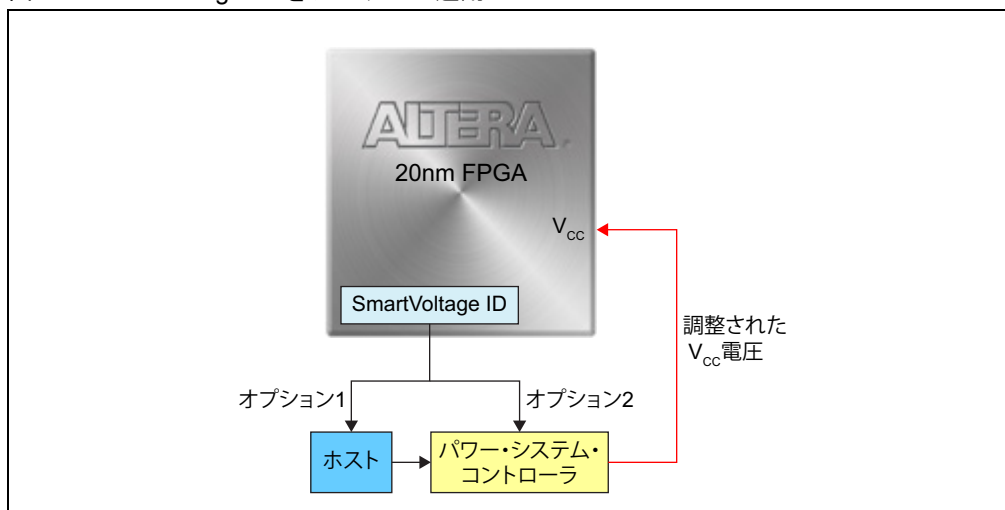 ALTERA
20nm FPGA
VCC
SmartVoltage ID
調整された
VCC電圧
オプション1
オプション2
ホスト
パワー・システム・
コントローラ